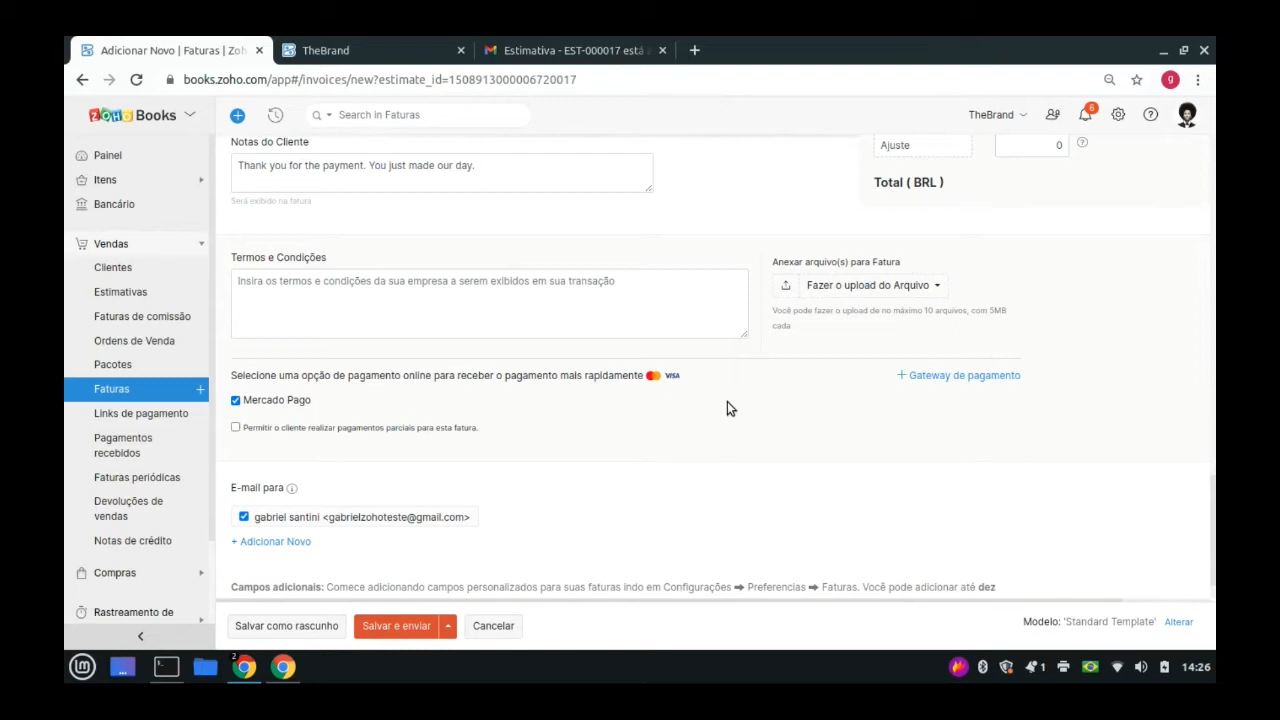 Adicionar Novo | Faturas | Zoh
TheBrand
Estimativa - EST-000017 está a
books.zoho.com/app#/invoices/new?estimate_id=1508913000006720017
ZOHO Books
Search in Faturas
TheBrand
6
Painel
Itens
Bancário
Vendas
Clientes
Estimativas
Faturas de comissão
Ordens de Venda
Pacotes
Faturas
Links de pagamento
Pagamentos
recebidos
Faturas periódicas
Devoluções de
vendas
Notas de crédito
Compras
Rastreamento de
Notas do Cliente
Thank you for the payment. You just made our day.
Será exibido na fatura
Ajuste
0
Total ( BRL )
Termos e Condições
Insira os termos e condições da sua empresa a serem exibidos em sua transação
Anexar arquivo(s) para Fatura
Fazer o upload do Arquivo
Você pode fazer o upload de no máximo 10 arquivos, com 5MB
cada
Selecione uma opção de pagamento online para receber o pagamento mais rapidamente VISA
+ Gateway de pagamento
Mercado Pago
Permitir o cliente realizar pagamentos parciais para esta fatura.
E-mail para
gabriel santini <gabrielzohoteste@gmail.com>
+ Adicionar Novo
Campos adicionais: Comece adicionando campos personalizados para suas faturas indo em Configurações ➡ Preferencias ➡ Faturas. Você pode adicionar até dez
Salvar como rascunho
Salvar e enviar
Cancelar
Modelo: 'Standard Template' Alterar
2
1
14:26